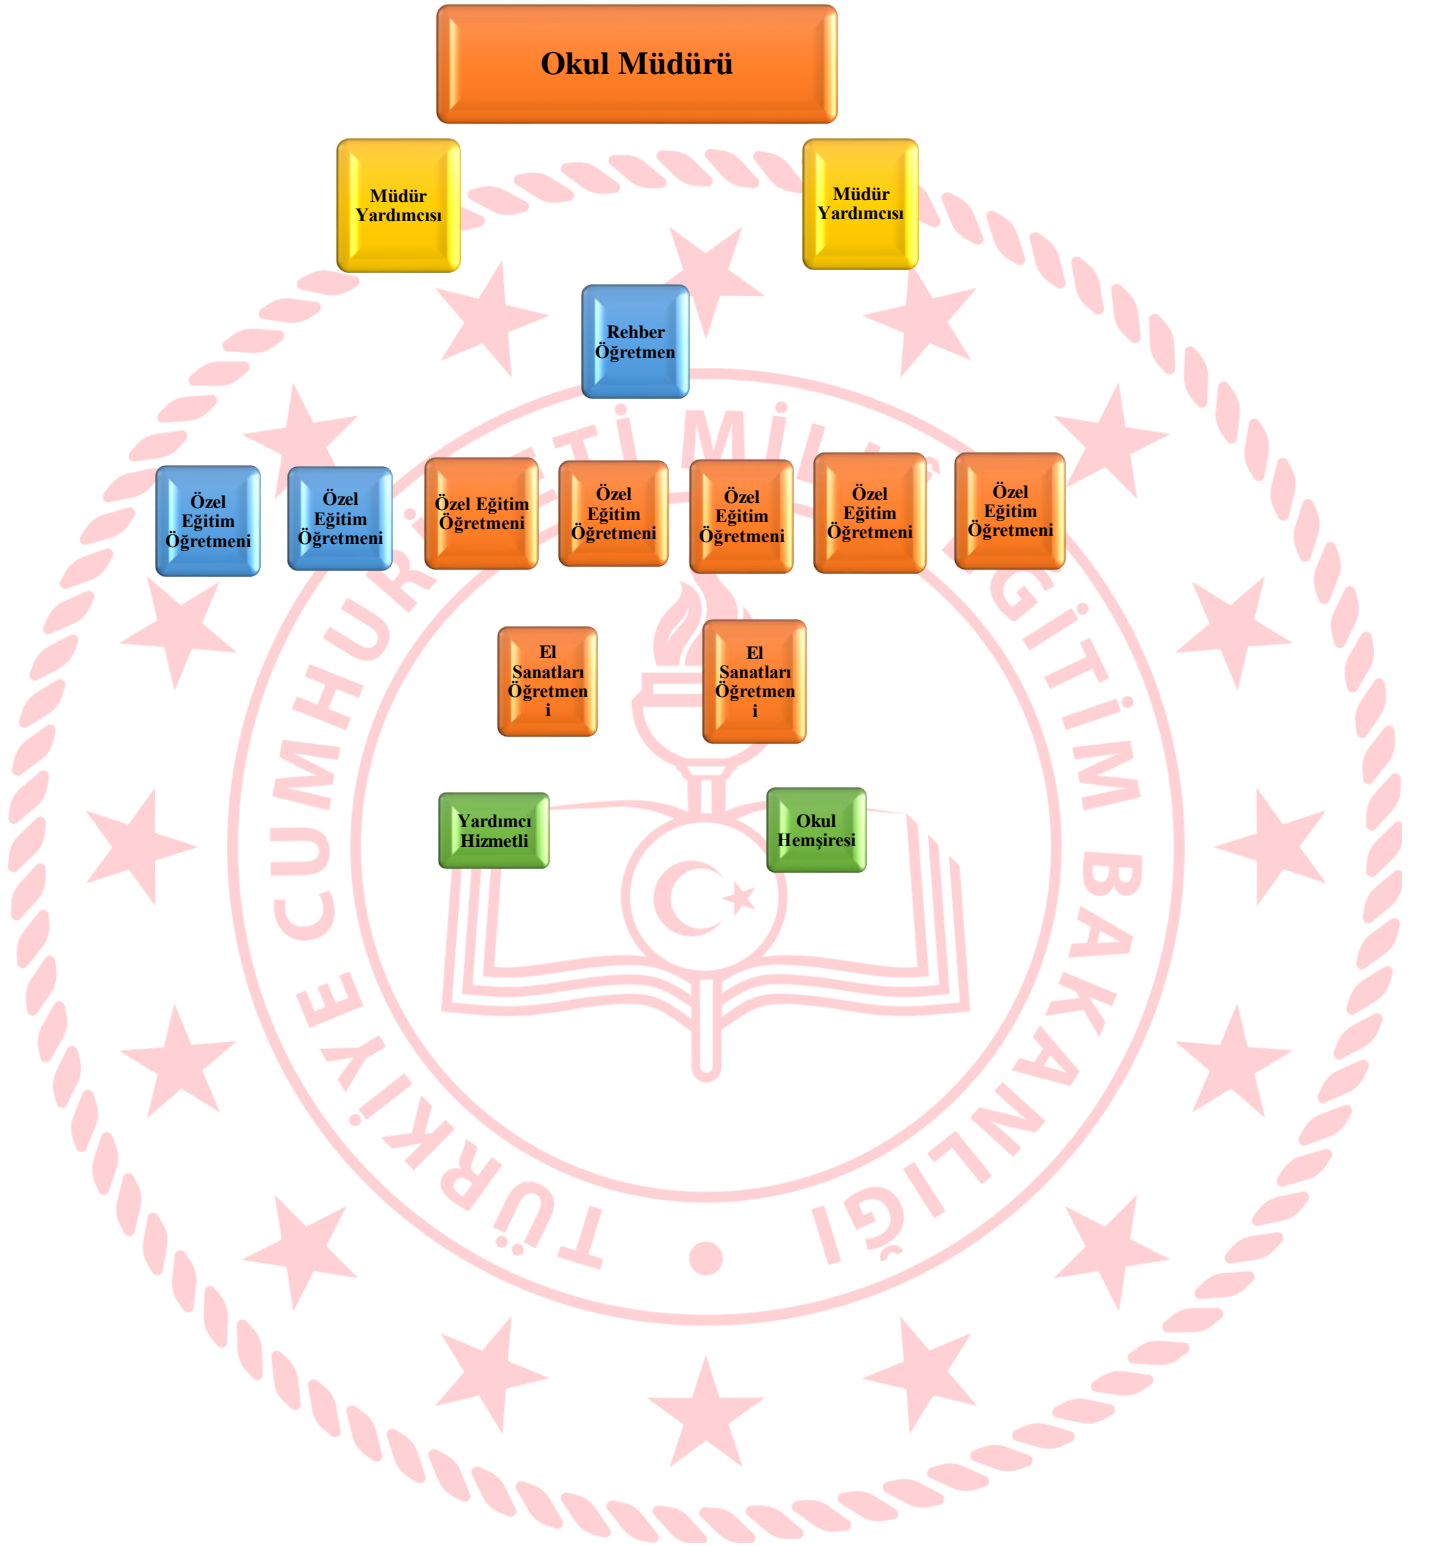 Okul Müdürü
Müdür
Yardımcısı
Müdür
Yardımcısı
Rehber
Öğretmen
Özel
Eğitim
Öğretmeni
Özel
Eğitim
Öğretmeni
Özel Eğitim
Öğretmeni
Özel
Eğitim
Öğretmeni
Özel
Eğitim
Öğretmeni
Özel
Eğitim
Öğretmeni
Özel
Eğitim
Öğretmeni
El
Sanatları
Öğretmen
i
El
Sanatları
Öğretmen
i
Yardımcı
Hizmetli
Okul
Hemşiresi
TÜRKİYE CUMHURİYETİ MİLLÎ EĞİTİM BAKANLIĞI